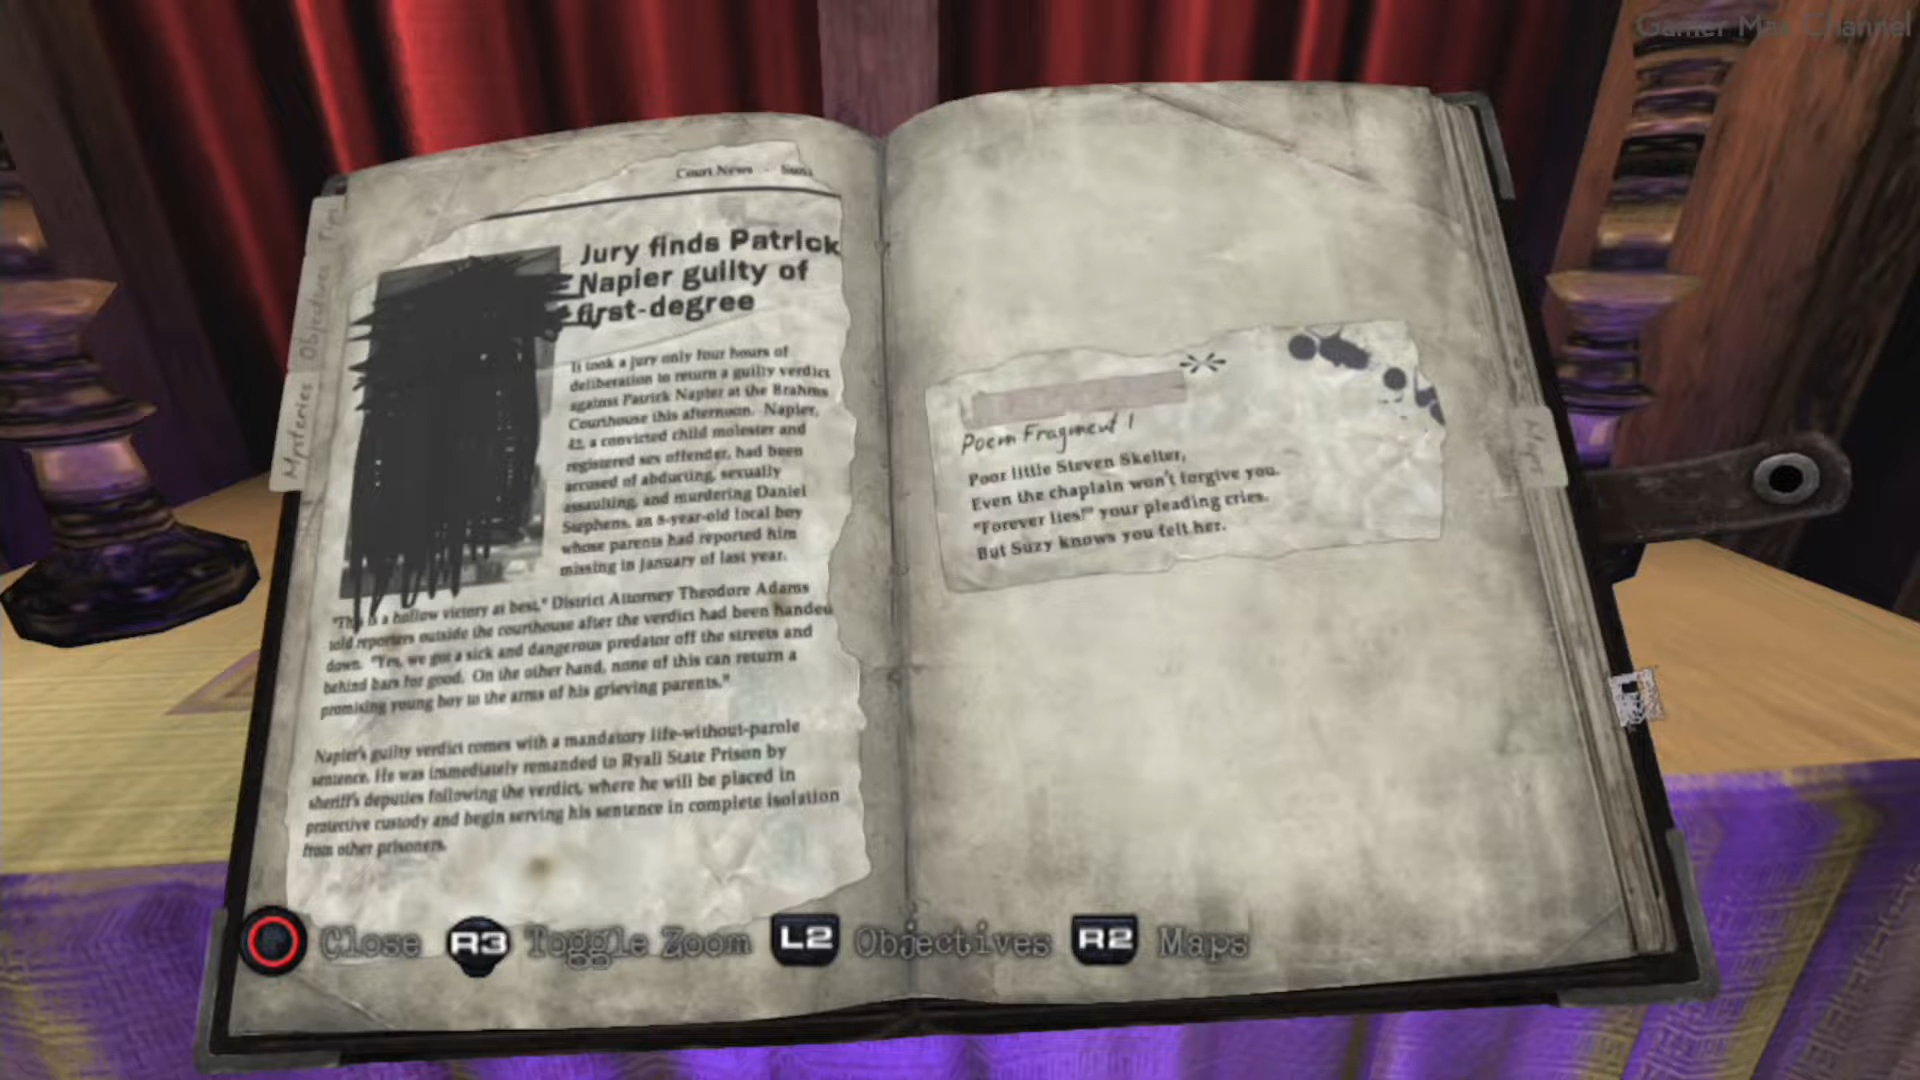 Gamer Max Channel
Court News - Sun
Jury finds Patrick
Napier guilty of
first-degree
It took a jury only four hours of
deliberation to return a guilty verdict
against Patrick Napier at the Brahms
Courthouse this afternoon. Napier,
a convicted child molester and
registered sex offender, had been
accused of abducting, sexually
assaulting, and murdering Daniel
Stephens, an 8-year-old local boy
whose parents had reported him
missing in January of last year.
"This is a hollow victory at best," District Attorney Theodore Adams
told reporters outside the courthouse after the verdict had been handed
down. "Yes, we got a sick and dangerous predator off the streets and
behind bars for good. On the other hand, none of this can return a
promising young boy to the arms of his grieving parents."
Napier's guilty verdict comes with a mandatory life-without-parole
sentence. He was immediately remanded to Ryall State Prison by
sheriff's deputies following the verdict, where he will be placed in
protective custody and begin serving his sentence in complete isolation
from other prisoners.
Poem Fragment 1
Poor little Steven Skelter,
Even the chaplain won't forgive you.
"Forever lies!" your pleading cries.
But Suzy knows you felt her.
Mysteries Objectives
Maps
Close R3 Toggle Zoom L2 Objectives R2 Maps